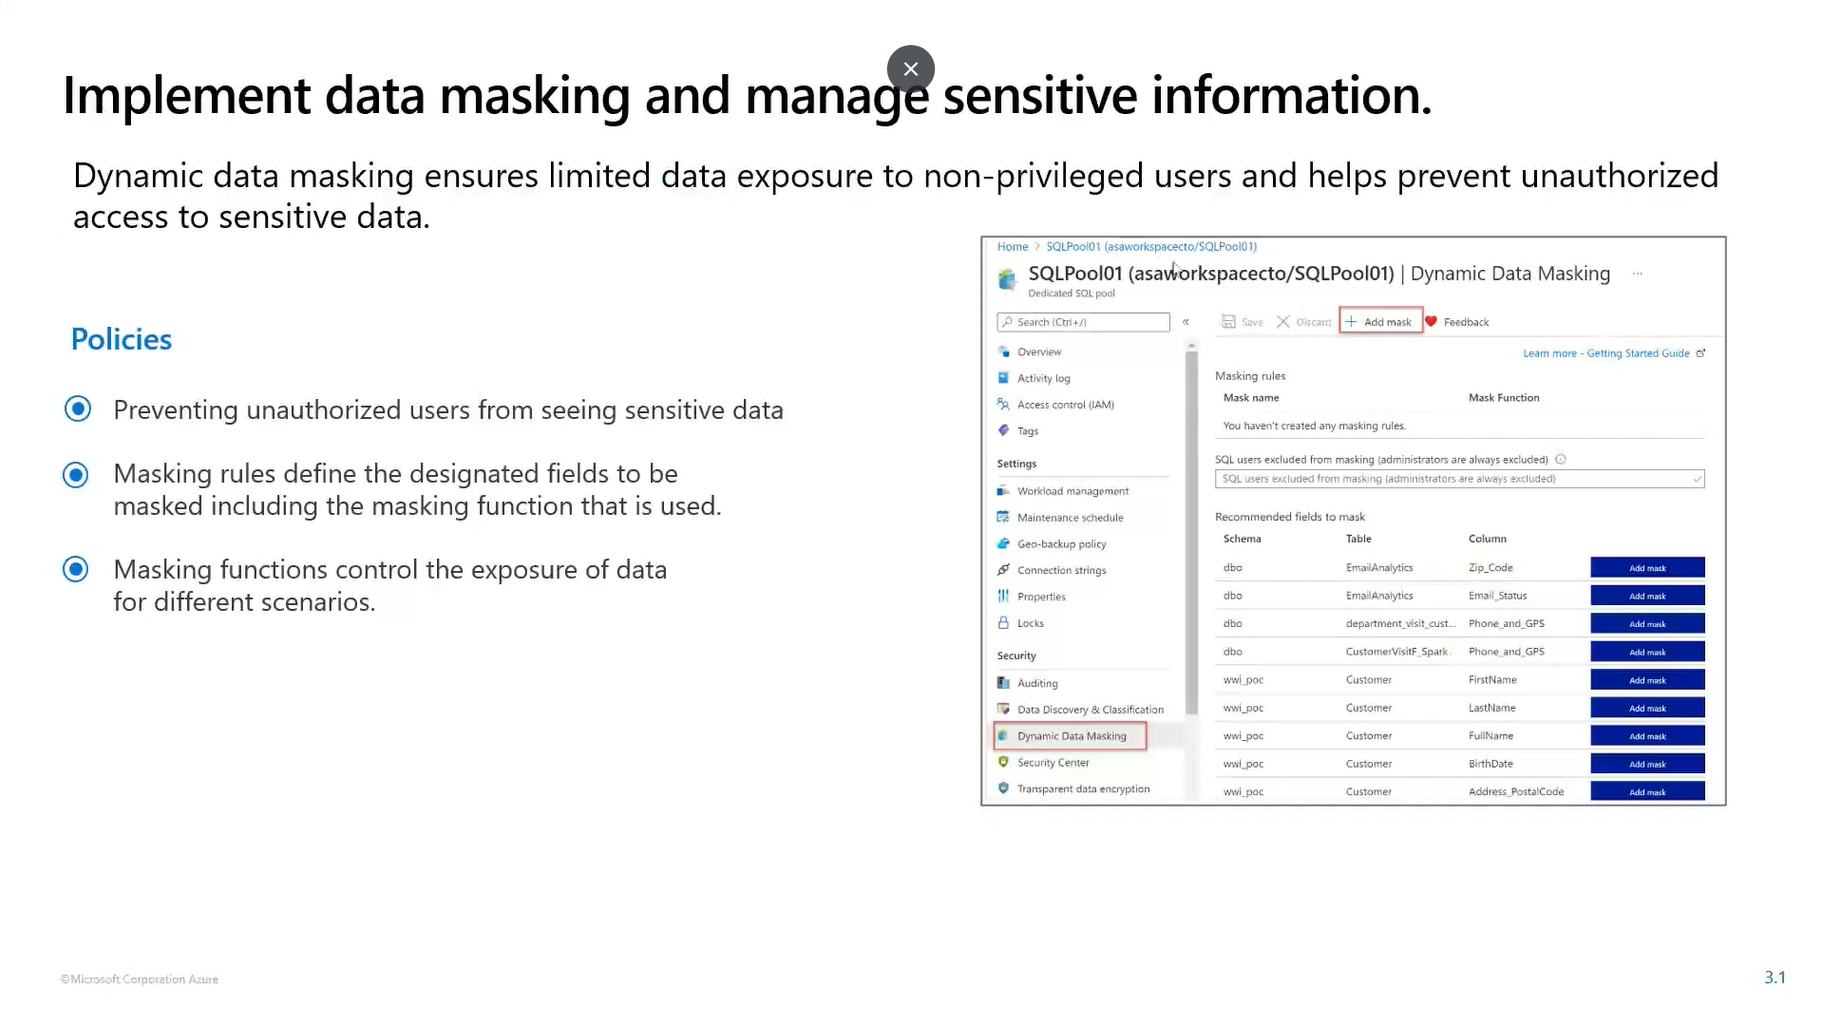 Implement data masking and manage sensitive information.
Dynamic data masking ensures limited data exposure to non-privileged users and helps prevent unauthorized
access to sensitive data.
Policies
Preventing unauthorized users from seeing sensitive data
Masking rules define the designated fields to be
masked including the masking function that is used.
Masking functions control the exposure of data
for different scenarios.
Home > SQLPool01 (asaworkspacecto/SQLPool01)
SQLPool01 (asaworkspacecto/SQLPool01) | Dynamic Data Masking ...
Dedicated SQL pool
Search (Ctrl+/) «
Overview
Activity log
Access control (IAM)
Tags
Settings
Workload management
Maintenance schedule
Geo-backup policy
Connection strings
Properties
Locks
Security
Auditing
Data Discovery & Classification
Dynamic Data Masking
Security Center
Transparent data encryption
Save Discard + Add mask Feedback
Learn more - Getting Started Guide
Masking rules
Mask name Mask Function
You haven't created any masking rules.
SQL users excluded from masking (administrators are always excluded)
SQL users excluded from masking (administrators are always excluded)
Recommended fields to mask
Schema Table Column
dbo EmailAnalytics Zip_Code Add mask
dbo EmailAnalytics Email_Status Add mask
dbo department_visit_cust... Phone_and_GPS Add mask
dbo CustomerVisitF_Spark Phone_and_GPS Add mask
wwi_poc Customer FirstName Add mask
wwi_poc Customer LastName Add mask
wwi_poc Customer FullName Add mask
wwi_poc Customer BirthDate Add mask
wwi_poc Customer Address_PostalCode Add mask
©Microsoft Corporation Azure
3.1